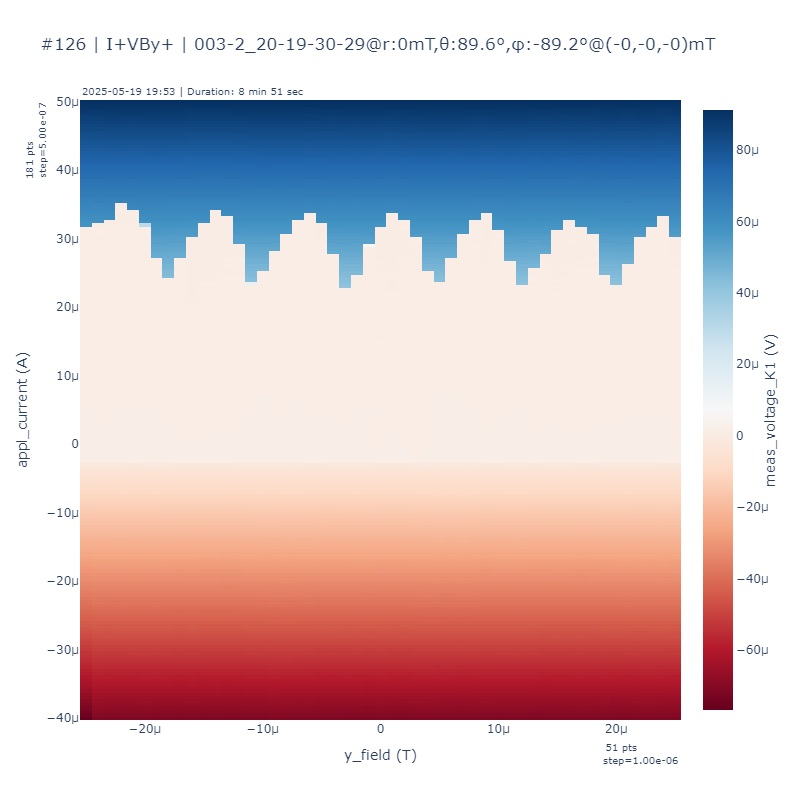 #126 | I+VBy+ | 003-2_20-19-30-29@r:0mT,θ:89.6°,φ:-89.2°@(-0,-0,-0)mT
2025-05-19 19:53 | Duration: 8 min 51 sec
181 pts
step=5.00e-07
50μ
40μ
30μ
20μ
10μ
0
−10μ
−20μ
−30μ
−40μ
appl_current (A)
−20μ
−10μ
0
10μ
20μ
y_field (T)
51 pts
step=1.00e-06
80μ
60μ
40μ
20μ
0
−20μ
−40μ
−60μ
meas_voltage_K1 (V)